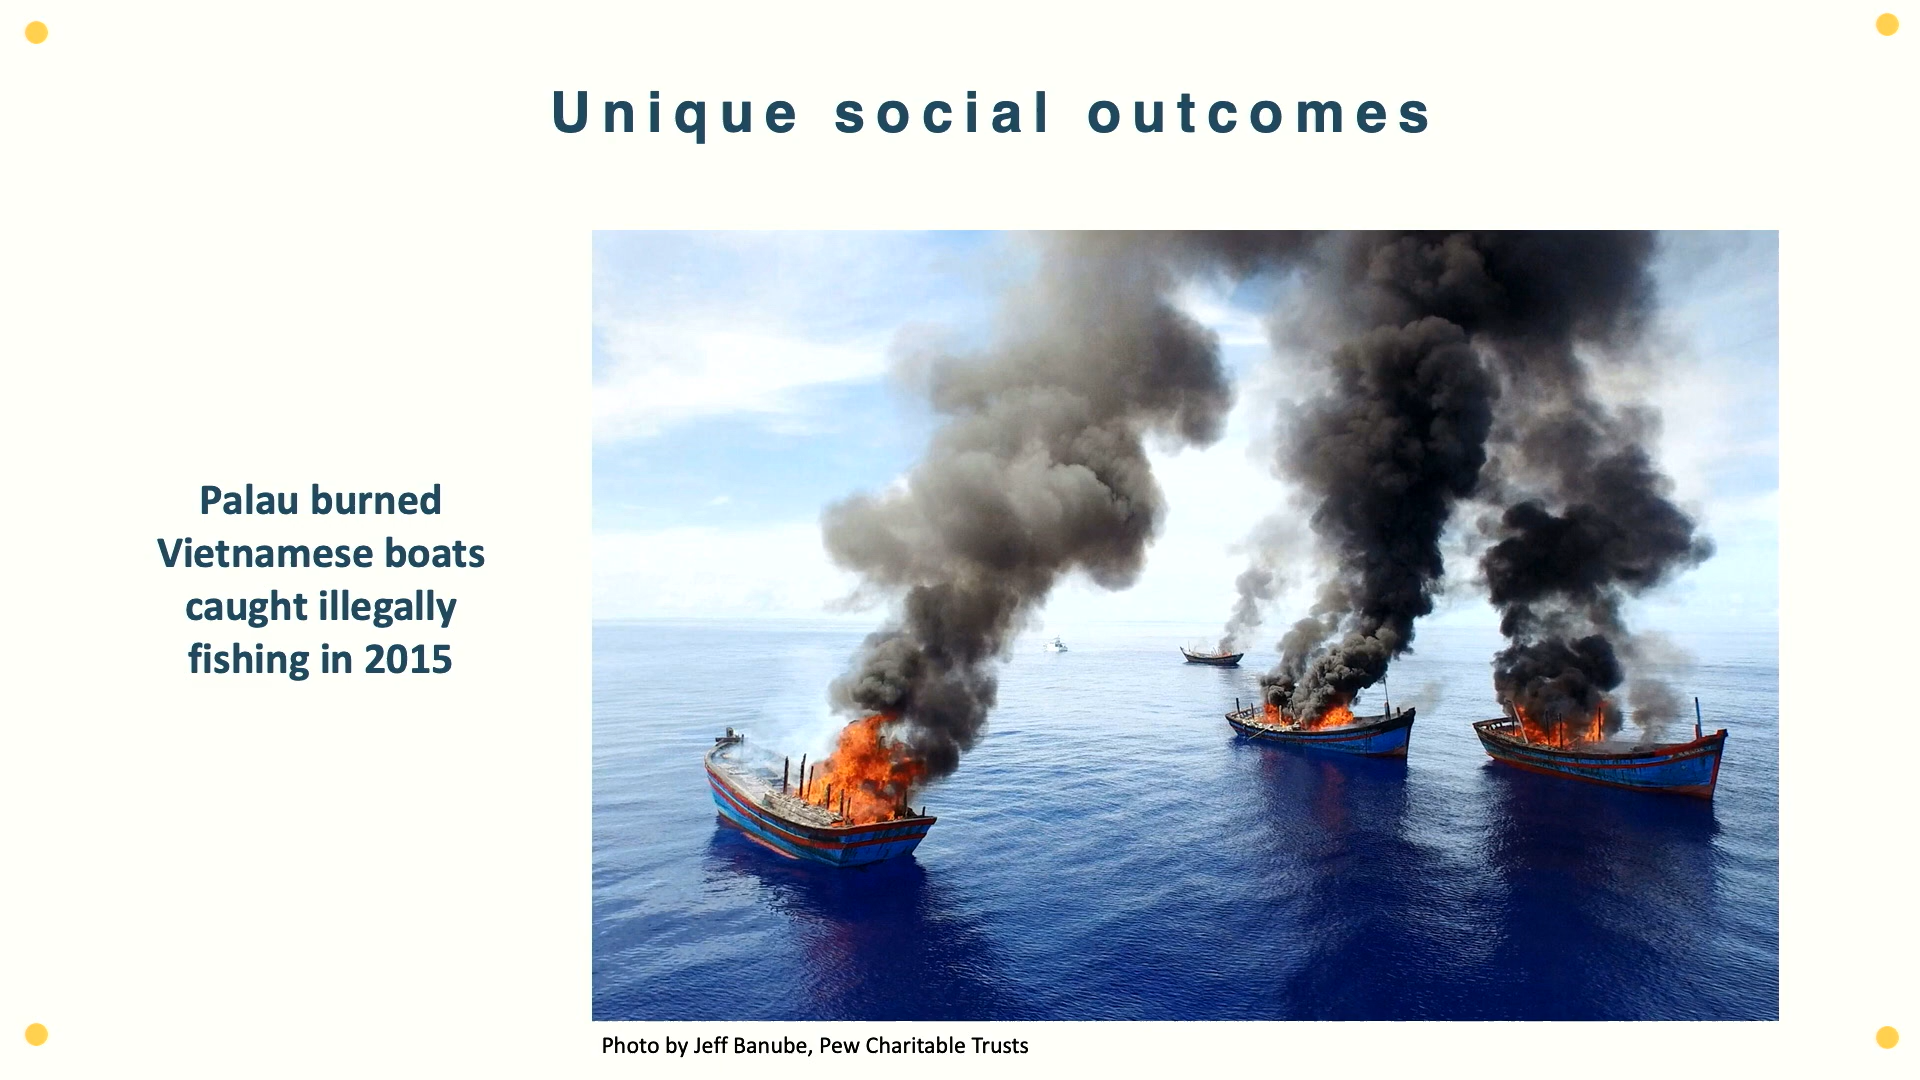 Unique social outcomes
Palau burned
Vietnamese boats
caught illegally
fishing in 2015
Photo by Jeff Banube, Pew Charitable Trusts